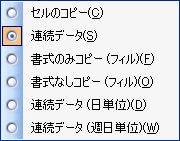 セルのコピー(C)
連続データ(S)
書式のみコピー(フィル)(F)
書式なしコピー(フィル)(O)
連続データ(日単位)(D)
連続データ(週日単位)(W)